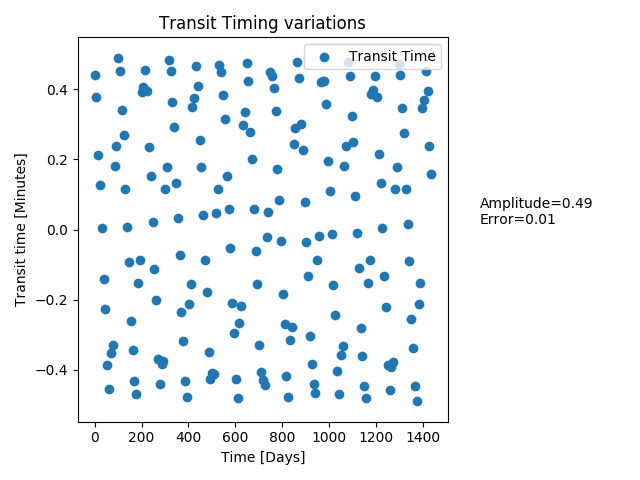 Transit Timing variations
Transit Time
Transit time [Minutes]
0.4
0.2
0.0
−0.2
−0.4
0 200 400 600 800 1000 1200 1400
Time [Days]
Amplitude=0.49
Error=0.01